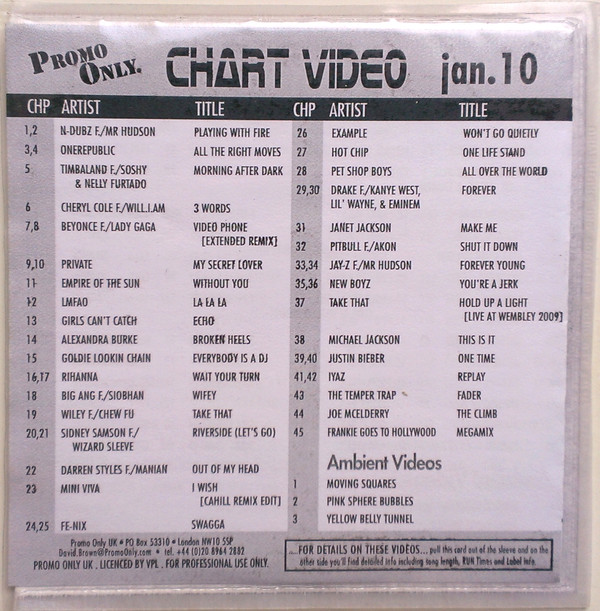 PROMO ONLY. CHART VIDEO jan.10
CHP ARTIST TITLE
1,2 N-DUBZ F./MR HUDSON PLAYING WITH FIRE
3,4 ONEREPUBLIC ALL THE RIGHT MOVES
5 TIMBALAND F./SOSHY MORNING AFTER DARK
& NELLY FURTADO
6 CHERYL COLE F./WILL.I.AM 3 WORDS
7,8 BEYONCE F./LADY GAGA VIDEO PHONE
[EXTENDED REMIX]
9,10 PRIVATE MY SECRET LOVER
11 EMPIRE OF THE SUN WITHOUT YOU
12 LMFAO LA LA LA
13 GIRLS CAN'T CATCH ECHO
14 ALEXANDRA BURKE BROKEN HEELS
15 GOLDIE LOOKIN CHAIN EVERYBODY IS A DJ
16,17 RIHANNA WAIT YOUR TURN
18 BIG ANG F./SIOBHAN WIFEY
19 WILEY F./CHEW FU TAKE THAT
20,21 SIDNEY SAMSON F./ RIVERSIDE (LET'S GO)
WIZARD SLEEVE
22 DARREN STYLES F./MANIAN OUT OF MY HEAD
23 MINI VIVA I WISH
[CAHILL REMIX EDIT]
24,25 FE-NIX SWAGGA
Promo Only UK • PO Box 53310 • London NW10 5SP
David.Brown@PromoOnly.com • tel. +44 (0)20 8964 2882
PROMO ONLY UK . LICENCED BY VPL . FOR PROFESSIONAL USE ONLY.
CHP ARTIST TITLE
26 EXAMPLE WON'T GO QUIETLY
27 HOT CHIP ONE LIFE STAND
28 PET SHOP BOYS ALL OVER THE WORLD
29,30 DRAKE F./KANYE WEST, FOREVER
LIL' WAYNE, & EMINEM
31 JANET JACKSON MAKE ME
32 PITBULL F./AKON SHUT IT DOWN
33,34 JAY-Z F./MR HUDSON FOREVER YOUNG
35,36 NEW BOYZ YOU'RE A JERK
37 TAKE THAT HOLD UP A LIGHT
[LIVE AT WEMBLEY 2009]
38 MICHAEL JACKSON THIS IS IT
39,40 JUSTIN BIEBER ONE TIME
41,42 IYAZ REPLAY
43 THE TEMPER TRAP FADER
44 JOE MCELDERRY THE CLIMB
45 FRANKIE GOES TO HOLLYWOOD MEGAMIX
Ambient Videos
1 MOVING SQUARES
2 PINK SPHERE BUBBLES
3 YELLOW BELLY TUNNEL
...FOR DETAILS ON THESE VIDEOS... pull this card out of the sleeve and on the
other side you'll find detailed info including song length, RUN Times and Label Info.